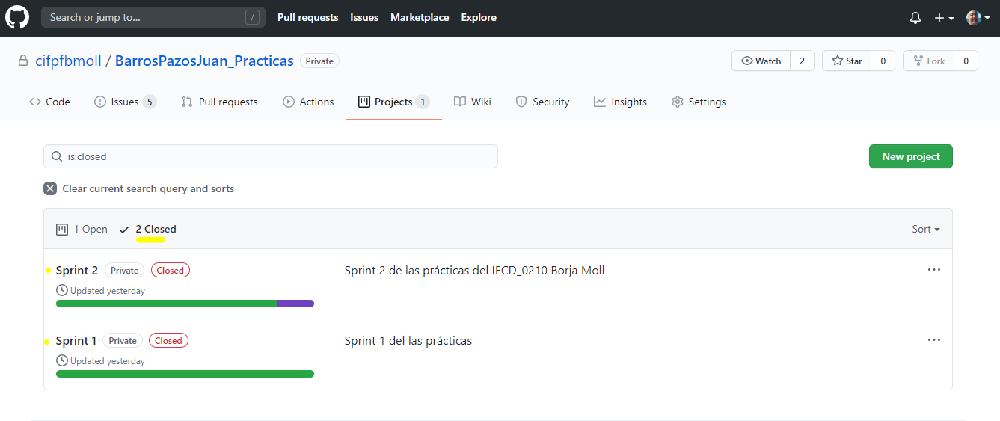 Search or jump to... / Pull requests Issues Marketplace Explore
cifpfbmoll / BarrosPazosJuan_Practicas Private Watch 2 Star 0 Fork 0
Code Issues 5 Pull requests Actions Projects 1 Wiki Security Insights Settings
is:closed New project
Clear current search query and sorts
1 Open 2 Closed Sort
Sprint 2 Private Closed Sprint 2 de las prácticas del IFCD_0210 Borja Moll ...
Updated yesterday
Sprint 1 Private Closed Sprint 1 del las prácticas ...
Updated yesterday